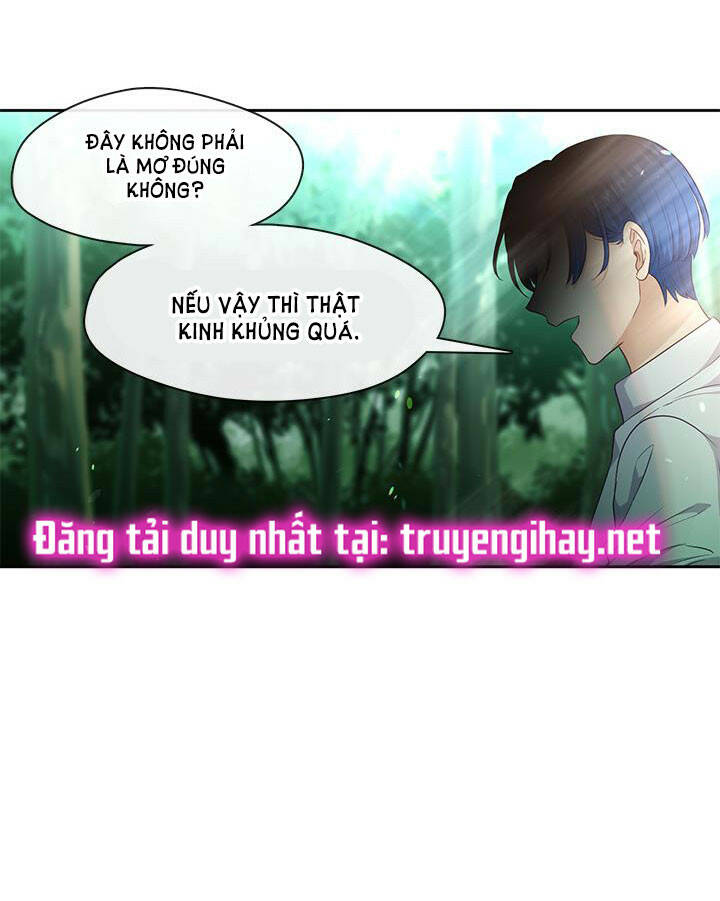 ĐÂY KHÔNG PHẢI
LÀ MƠ ĐÚNG
KHÔNG?
NẾU VẬY THÌ THẬT
KINH KHỦNG QUÁ.
Đăng tải duy nhất tại: truyengihay.net